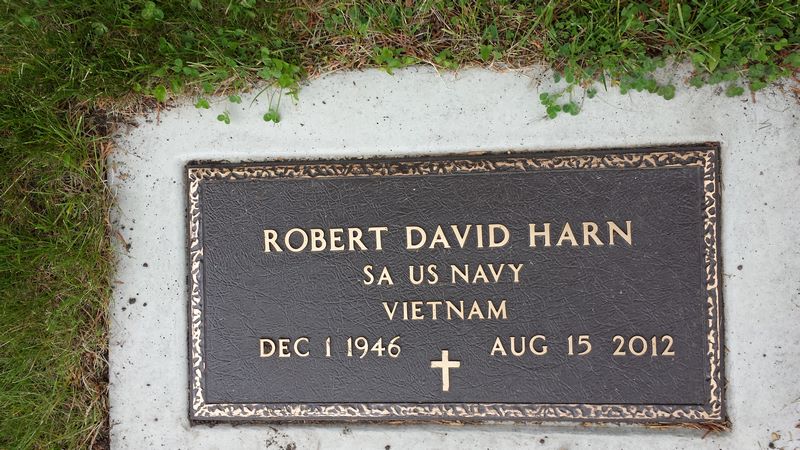 ROBERT DAVID HARN
SA US NAVY
VIETNAM
DEC 1 1946 AUG 15 2012